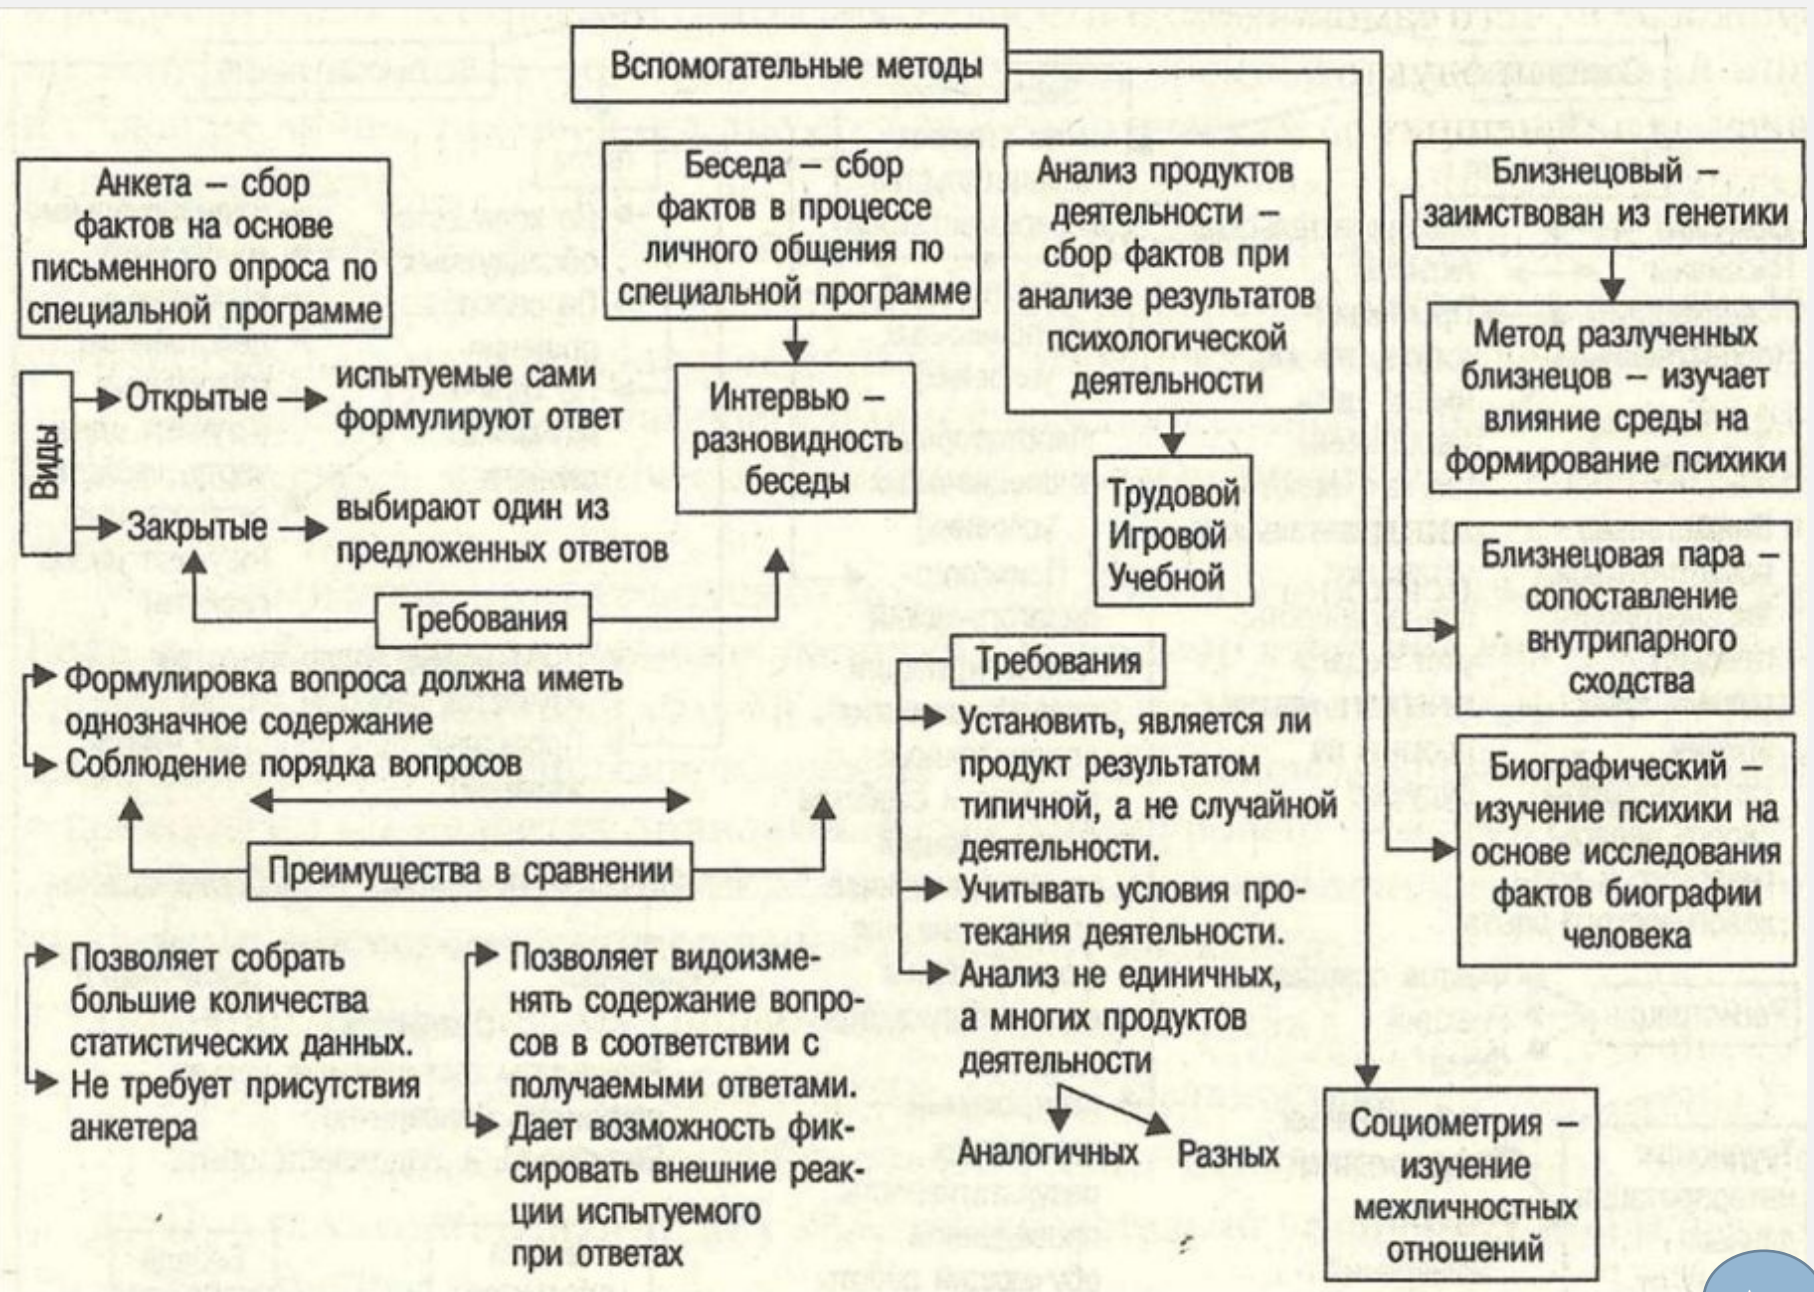 Вспомогательные методы
Анкета – сбор
фактов на основе
письменного опроса по
специальной программе
Виды
Открытые
испытуемые сами
формулируют ответ
Закрытые
выбирают один из
предложенных ответов
Беседа – сбор
фактов в процессе
личного общения по
специальной программе
Интервью –
разновидность
беседы
Требования
Формулировка вопроса должна иметь
однозначное содержание
Соблюдение порядка вопросов
Преимущества в сравнении
Позволяет собрать
большие количества
статистических данных.
Не требует присутствия
анкетера
Позволяет видоизме-
нять содержание вопро-
сов в соответствии с
получаемыми ответами.
Дает возможность фик-
сировать внешние реак-
ции испытуемого
при ответах
Анализ продуктов
деятельности –
сбор фактов при
анализе результатов
психологической
деятельности
Трудовой
Игровой
Учебной
Требования
Установить, является ли
продукт результатом
типичной, а не случайной
деятельности.
Учитывать условия про-
текания деятельности.
Анализ не единичных,
а многих продуктов
деятельности
Аналогичных
Разных
Близнецовый –
заимствован из генетики
Метод разлученных
близнецов – изучает
влияние среды на
формирование психики
Близнецовая пара –
сопоставление
внутрипарного
сходства
Биографический –
изучение психики на
основе исследования
фактов биографии
человека
Социометрия –
изучение
межличностных
отношений